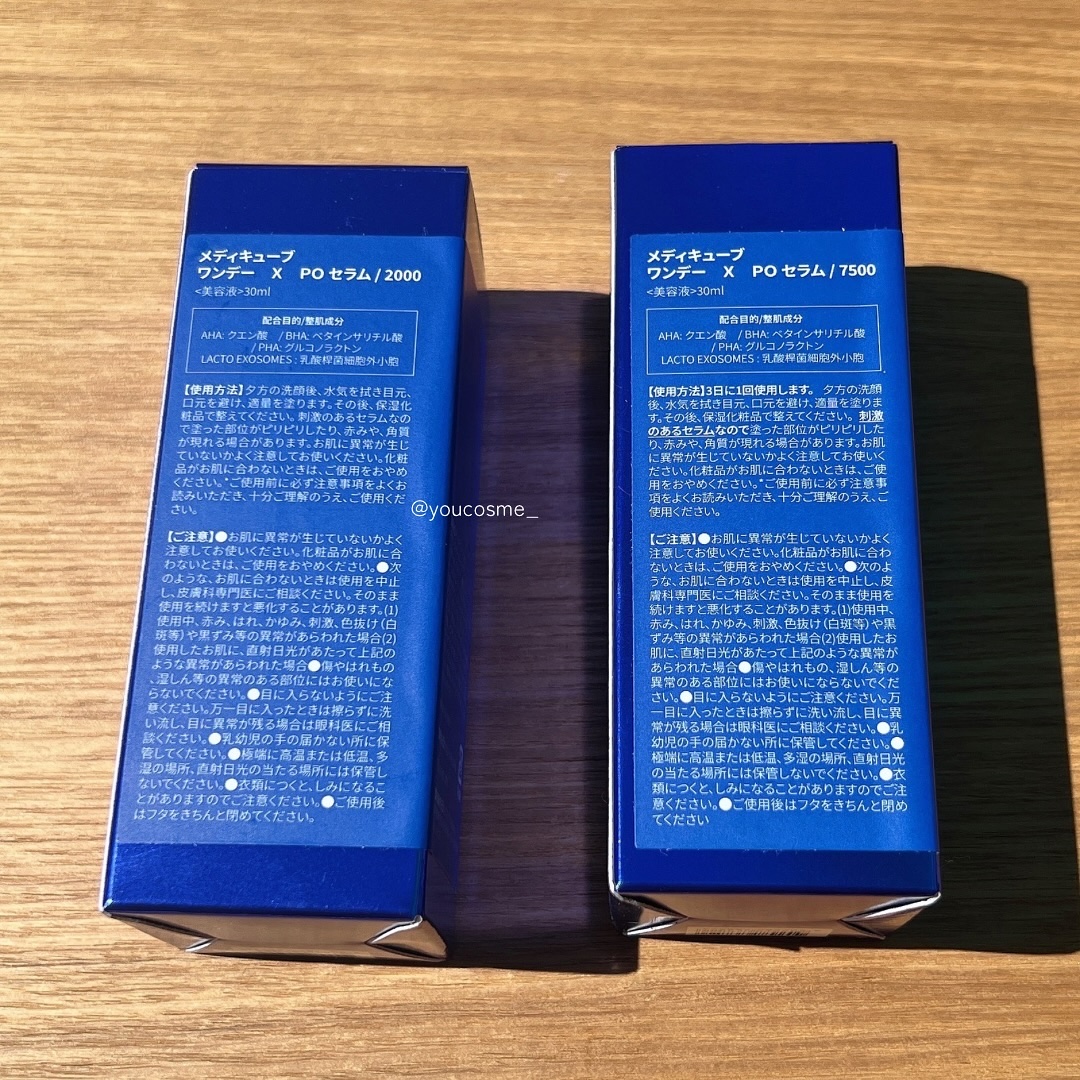 メディキューブ
ワンデー X PO セラム / 2000
<美容液>30ml
配合目的/整肌成分
AHA: クエン酸 / BHA: ベタインサリチル酸
/ PHA: グルコノラクトン
LACTO EXOSOMES : 乳酸桿菌細胞外小胞
【使用方法】夕方の洗顔後、水気を拭き目元、
口元を避け、適量を塗ります。その後、保湿化
粧品で整えてください。刺激のあるセラムなの
で塗った部位がピリピリしたり、赤みや、角質
が現れる場合があります。お肌に異常が生じ
ていないかよく注意してお使いください。化粧
品がお肌に合わないときは、ご使用をおやめ
ください。*ご使用前に必ず注意事項をよくお
読みいただき、十分ご理解のうえ、ご使用くだ
さい。
【ご注意】●お肌に異常が生じていないかよく
注意してお使いください。化粧品がお肌に合
わないときは、ご使用をおやめください。●次
のような、お肌に合わないときは使用を中止
し、皮膚科専門医にご相談ください。そのまま
使用を続けますと悪化することがあります。(1)
使用中、赤み、はれ、かゆみ、刺激、色抜け(白
斑等)や黒ずみ等の異常があらわれた場合(2)
使用したお肌に、直射日光があたって上記の
ような異常があらわれた場合●傷やはれもの
、湿しん等の異常のある部位にはお使いにな
らないでください。●目に入らないようにご注
意ください。万一目に入ったときは擦らずに洗
い流し、目に異常が残る場合は眼科医にご相
談ください。●乳幼児の手の届かない所に保
管してください。●極端に高温または低温、多
湿の場所、直射日光の当たる場所には保管し
ないでください。●衣類につくと、しみになるこ
とがありますのでご注意ください。●ご使用後
はフタをきちんと閉めてください。
@youcosme_
メディキューブ
ワンデー X PO セラム / 7500
<美容液>30ml
配合目的/整肌成分
AHA: クエン酸 / BHA: ベタインサリチル酸
/ PHA: グルコノラクトン
LACTO EXOSOMES : 乳酸桿菌細胞外小胞
【使用方法】3日に1回使用します。 夕方の洗顔
後、水気を拭き目元、口元を避け、適量を塗りま
す。その後、保湿化粧品で整えてください。 刺激
のあるセラムなので塗った部位がピリピリした
り、赤みや、角質が現れる場合があります。お肌
に異常が生じていないかよく注意してお使いくだ
さい。化粧品がお肌に合わないときは、ご使
用をおやめください。*ご使用前に必ず注意事
項をよくお読みいただき、十分ご理解のうえ、ご
使用ください。
【ご注意】●お肌に異常が生じていないかよく
注意してお使いください。化粧品がお肌に合わ
ないときは、ご使用をおやめください。●次のよ
うな、お肌に合わないときは使用を中止し、皮
膚科専門医にご相談ください。そのまま使用を
続けますと悪化することがあります。(1)使用中、
赤み、はれ、かゆみ、刺激、色抜け(白斑等)や黒
ずみ等の異常があらわれた場合(2)使用したお
肌に、直射日光があたって上記のような異常が
あらわれた場合●傷やはれもの、湿しん等の
異常のある部位にはお使いにならないでくだ
さい。●目に入らないようにご注意ください。万
一目に入ったときは擦らずに洗い流し、目に異
常が残る場合は眼科医にご相談ください。●乳
幼児の手の届かない所に保管してください。●
極端に高温または低温、多湿の場所、直射日光
の当たる場所には保管しないでください。●衣
類につくと、しみになることがありますのでご注
意ください。●ご使用後はフタをきちんと閉め
てください